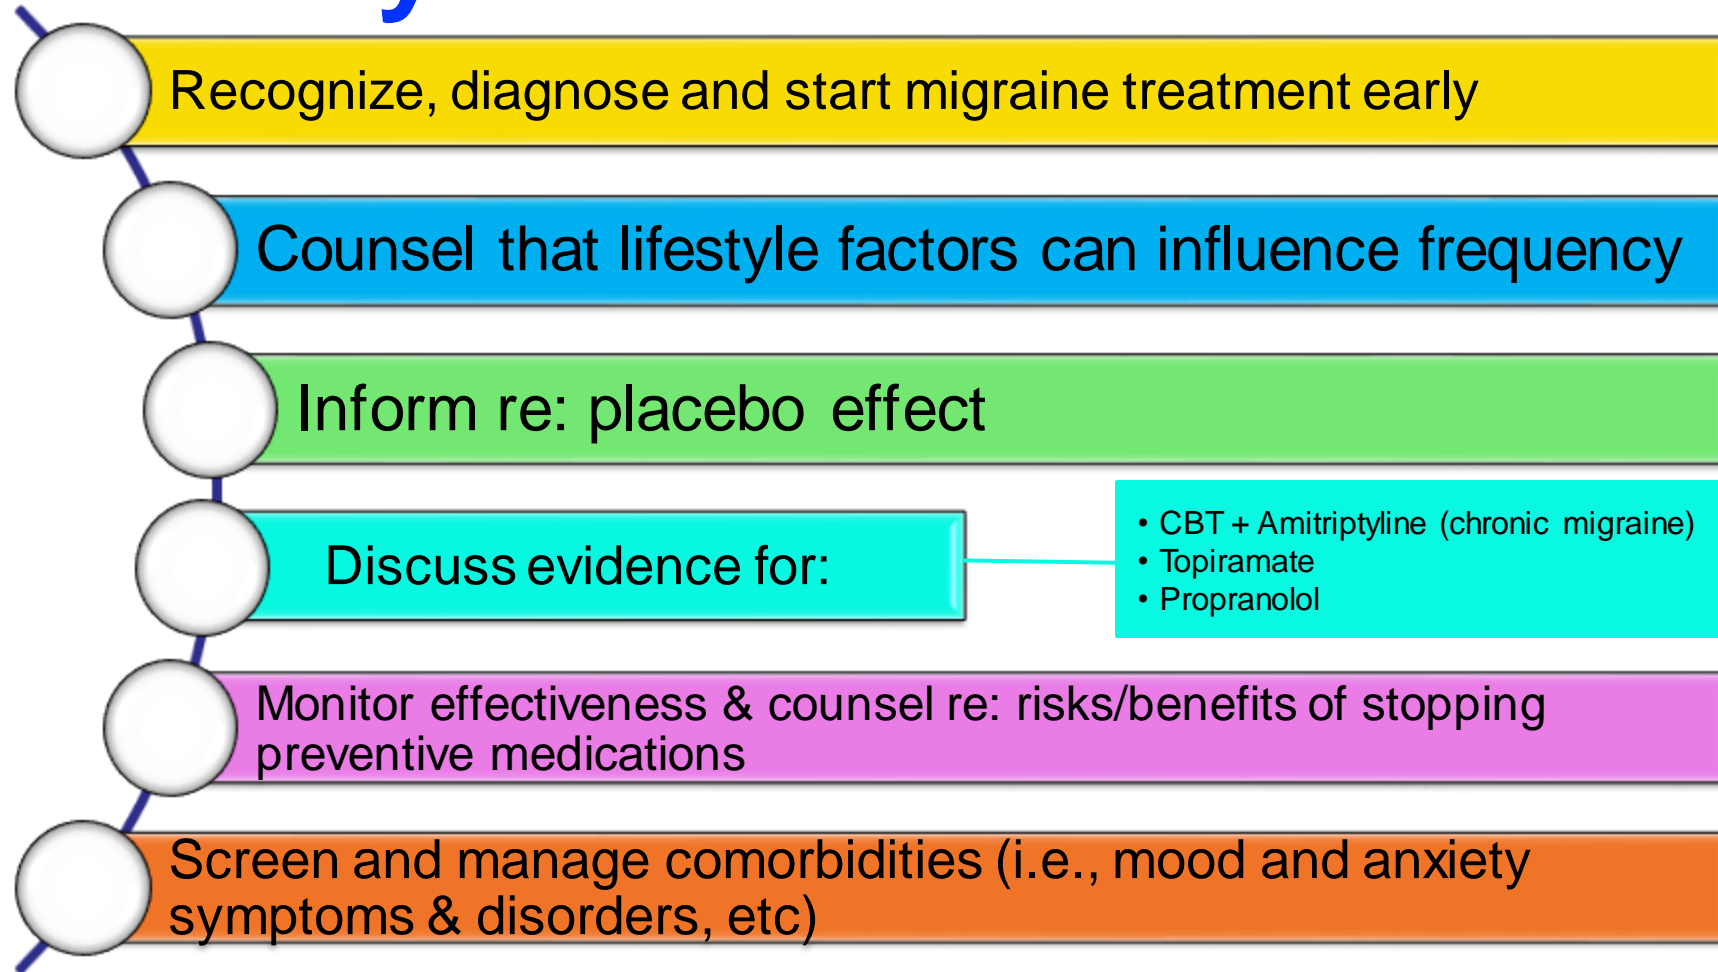 Recognize, diagnose and start migraine treatment early
Counsel that lifestyle factors can influence frequency
Inform re: placebo effect
Discuss evidence for:
• CBT + Amitriptyline (chronic migraine)
• Topiramate
• Propranolol
Monitor effectiveness & counsel re: risks/benefits of stopping
preventive medications
Screen and manage comorbidities (i.e., mood and anxiety
symptoms & disorders, etc)